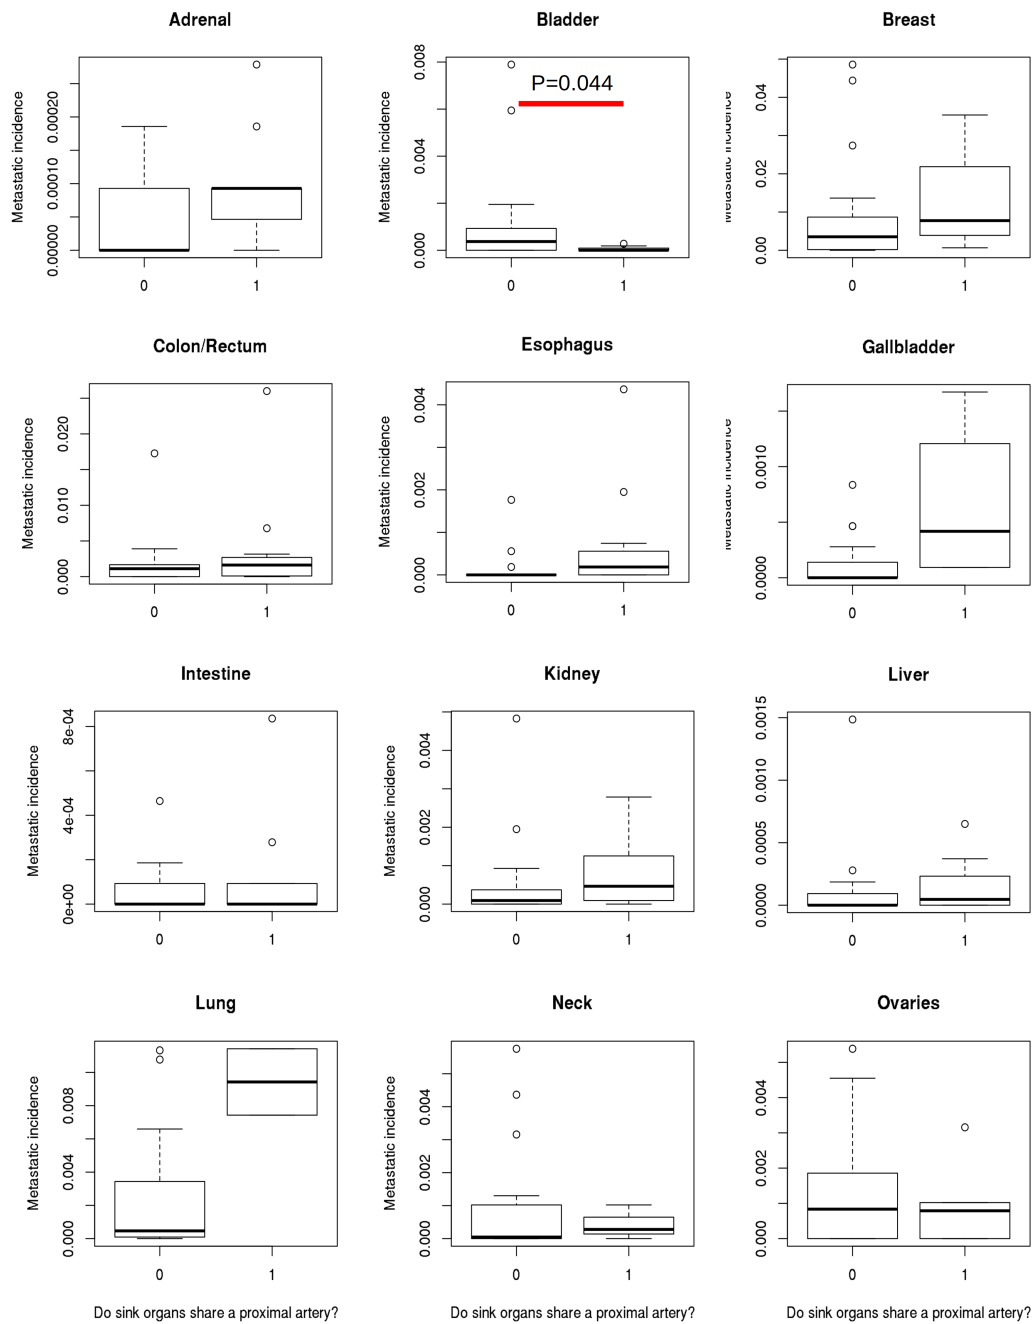 Adrenal
Metastatic incidence
0.00000 0.00010 0.00020
0 1
Bladder
P=0.044
0.000 0.004 0.008
0 1
Breast
Metastatic incidence
0.00 0.02 0.04
0 1
Colon/Rectum
Metastatic incidence
0.000 0.010 0.020
0 1
Esophagus
Metastatic incidence
0.000 0.002 0.004
0 1
Gallbladder
Metastatic incidence
0.0000 0.0010
0 1
Intestine
Metastatic incidence
0e+00 4e-04 8e-04
0 1
Kidney
Metastatic incidence
0.000 0.002 0.004
0 1
Liver
0.0000 0.0005 0.0010 0.0015
0 1
Lung
Metastatic incidence
0.000 0.004 0.008
0 1
Do sink organs share a proximal artery?
Neck
Metastatic incidence
0.000 0.002 0.004
0 1
Do sink organs share a proximal artery?
Ovaries
0.000 0.002 0.004
0 1
Do sink organs share a proximal artery?